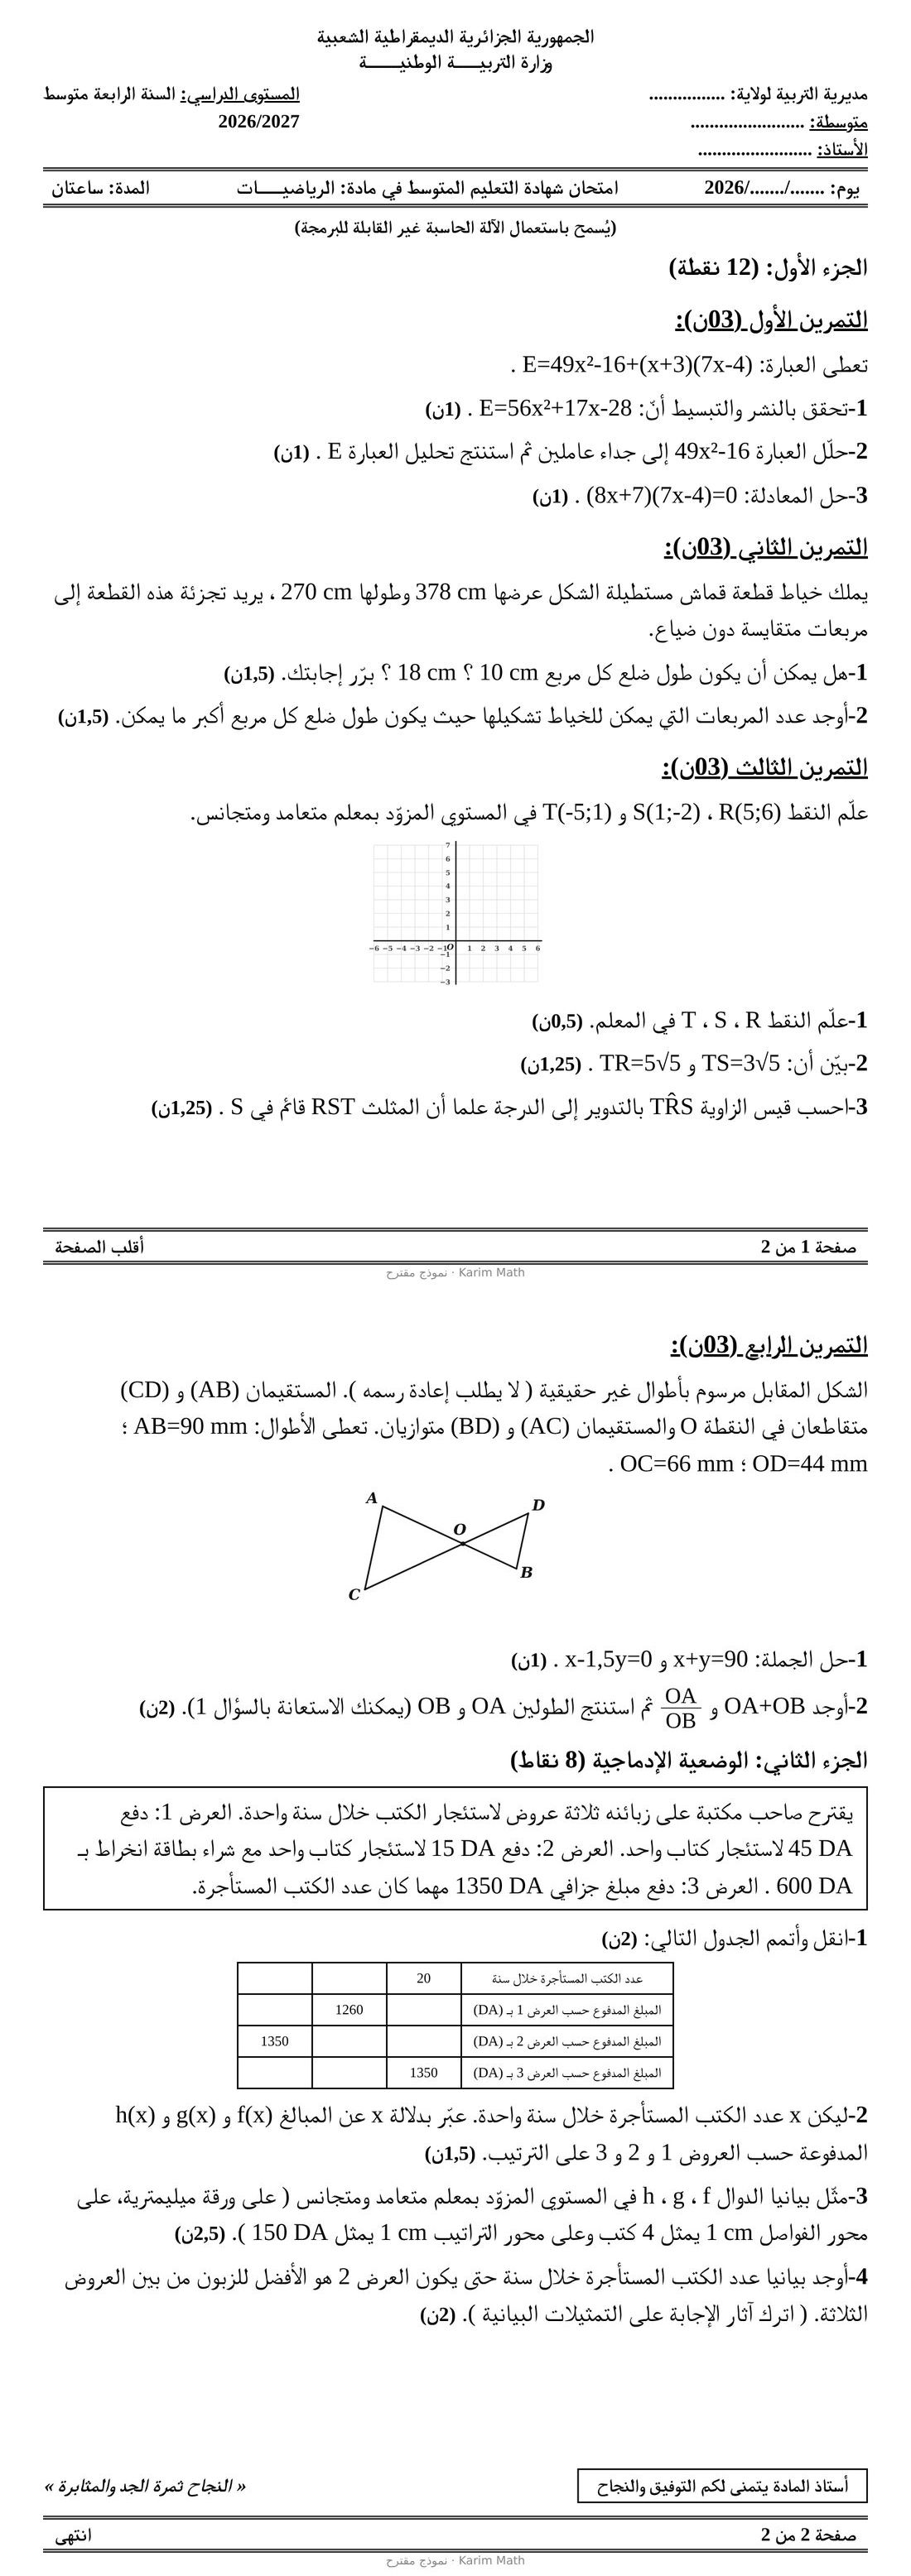 الجمهورية الجزائرية الديمقراطية الشعبية
وزارة التربيـــــة الوطنيـــــــة
مديرية التربية لولاية: ................
متوسطة: ........................
الأستاذ: ........................
المستوى الدراسي: السنة الرابعة متوسط
2026/2027
يوم: ......./......./2026
امتحان شهادة التعليم المتوسط في مادة: الرياضيـــــات
المدة: ساعتان
(يُسمح باستعمال الآلة الحاسبة غير القابلة للبرمجة)
الجزء الأول: (12 نقطة)
التمرين الأول (03ن):
تعطى العبارة: E=49x²-16+(x+3)(7x-4) .
1-تحقق بالنشر والتبسيط أنّ: E=56x²+17x-28 . (1ن)
2-حلّل العبارة 49x²-16 إلى جداء عاملين ثم استنتج تحليل العبارة E . (1ن)
3-حل المعادلة: (8x+7)(7x-4)=0 . (1ن)
التمرين الثاني (03ن):
يملك خياط قطعة قماش مستطيلة الشكل عرضها 378 cm وطولها 270 cm ، يريد تجزئة هذه القطعة إلى
مربعات متقايسة دون ضياع.
1-هل يمكن أن يكون طول ضلع كل مربع 10 cm ؟ 18 cm ؟ برّر إجابتك. (1,5ن)
2-أوجد عدد المربعات التي يمكن للخياط تشكيلها حيث يكون طول ضلع كل مربع أكبر ما يمكن. (1,5ن)
التمرين الثالث (03ن):
علّم النقط R(5;6) ، S(1;-2) و T(-5;1) في المستوي المزوّد بمعلم متعامد ومتجانس.
7
6
5
4
3
2
1
−6 −5 −4 −3 −2 −1 O 1 2 3 4 5 6
−1
−2
−3
1-علّم النقط T ، S ، R في المعلم. (0,5ن)
2-بيّن أن: TS=3√5 و TR=5√5 . (1,25ن)
3-احسب قيس الزاوية TR̂S بالتدوير إلى الدرجة علما أن المثلث RST قائم في S . (1,25ن)
صفحة 1 من 2
أقلب الصفحة
Karim Math · نموذج مقترح
التمرين الرابع (03ن):
الشكل المقابل مرسوم بأطوال غير حقيقية ( لا يطلب إعادة رسمه ). المستقيمان (AB) و (CD)
متقاطعان في النقطة O والمستقيمان (AC) و (BD) متوازيان. تعطى الأطوال: AB=90 mm ؛
OD=44 mm ؛ OC=66 mm .
A
D
O
B
C
1-حل الجملة: x+y=90 و x-1,5y=0 . (1ن)
2-أوجد OA+OB و OA/OB ثم استنتج الطولين OA و OB (يمكنك الاستعانة بالسؤال 1). (2ن)
الجزء الثاني: الوضعية الإدماجية (8 نقاط)
يقترح صاحب مكتبة على زبائنه ثلاثة عروض لاستئجار الكتب خلال سنة واحدة. العرض 1: دفع
45 DA لاستئجار كتاب واحد. العرض 2: دفع 15 DA لاستئجار كتاب واحد مع شراء بطاقة انخراط بـ
600 DA . العرض 3: دفع مبلغ جزافي 1350 DA مهما كان عدد الكتب المستأجرة.
1-انقل وأتمم الجدول التالي: (2ن)
عدد الكتب المستأجرة خلال سنة 20
المبلغ المدفوع حسب العرض 1 بـ (DA) 1260
المبلغ المدفوع حسب العرض 2 بـ (DA) 1350
المبلغ المدفوع حسب العرض 3 بـ (DA) 1350
2-ليكن x عدد الكتب المستأجرة خلال سنة واحدة. عبّر بدلالة x عن المبالغ f(x) و g(x) و h(x)
المدفوعة حسب العروض 1 و 2 و 3 على الترتيب. (1,5ن)
3-مثّل بيانيا الدوال h ، g ، f في المستوي المزوّد بمعلم متعامد ومتجانس ( على ورقة ميليمترية، على
محور الفواصل 1 cm يمثل 4 كتب وعلى محور التراتيب 1 cm يمثل 150 DA ). (2,5ن)
4-أوجد بيانيا عدد الكتب المستأجرة خلال سنة حتى يكون العرض 2 هو الأفضل للزبون من بين العروض
الثلاثة. ( اترك آثار الإجابة على التمثيلات البيانية ). (2ن)
أستاذ المادة يتمنى لكم التوفيق والنجاح
« النجاح ثمرة الجد والمثابرة »
صفحة 2 من 2
انتهى
Karim Math · نموذج مقترح